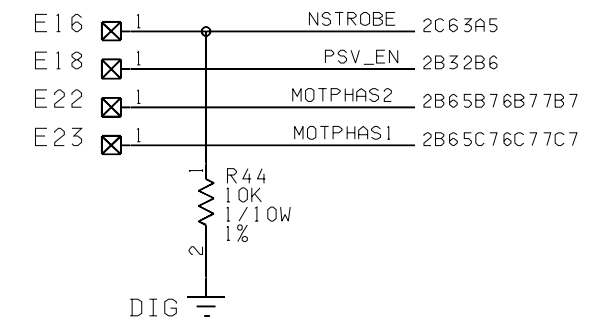 E16 1 NSTROBE 2C63A5
E18 1 PSV_EN 2B32B6
E22 1 MOTPHAS2 2B65B76B77B7
E23 1 MOTPHAS1 2B65C76C77C7
1 R44
10K
1/10W
1%
2
DIG